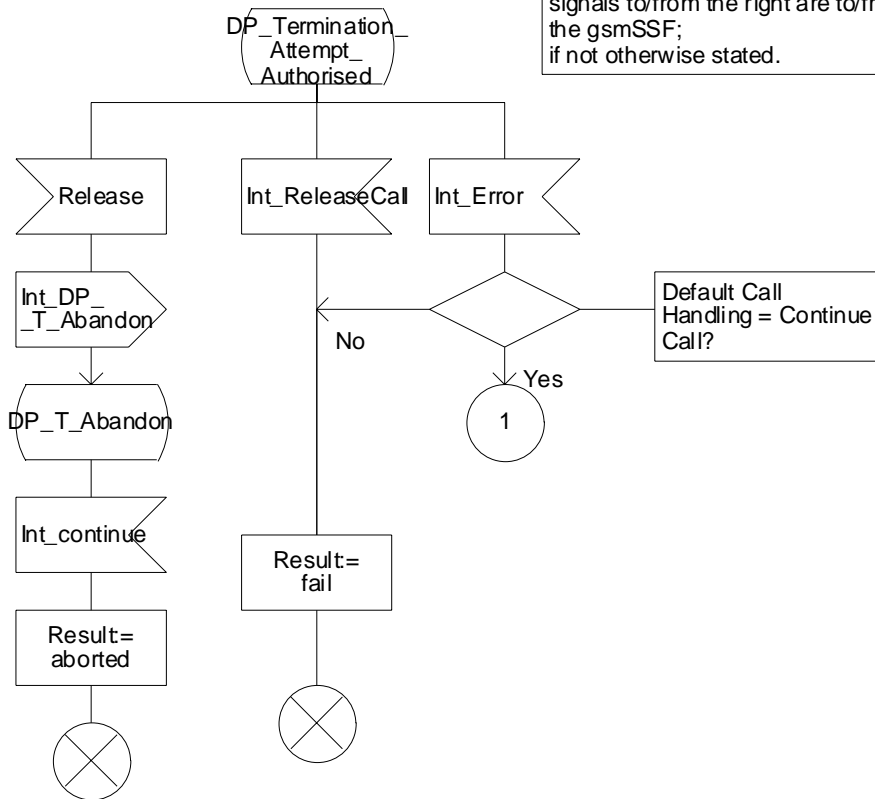 signals to/from the right are to/
the gsmSSF;
if not otherwise stated.
DP_Termination_
Attempt_
Authorised
Release
Int_ReleaseCall
Int_Error
Int_DP_
_T_Abandon
Default Call
Handling = Continue
Call?
No
Yes
1
DP_T_Abandon
Int_continue
Result:=
fail
Result:=
aborted